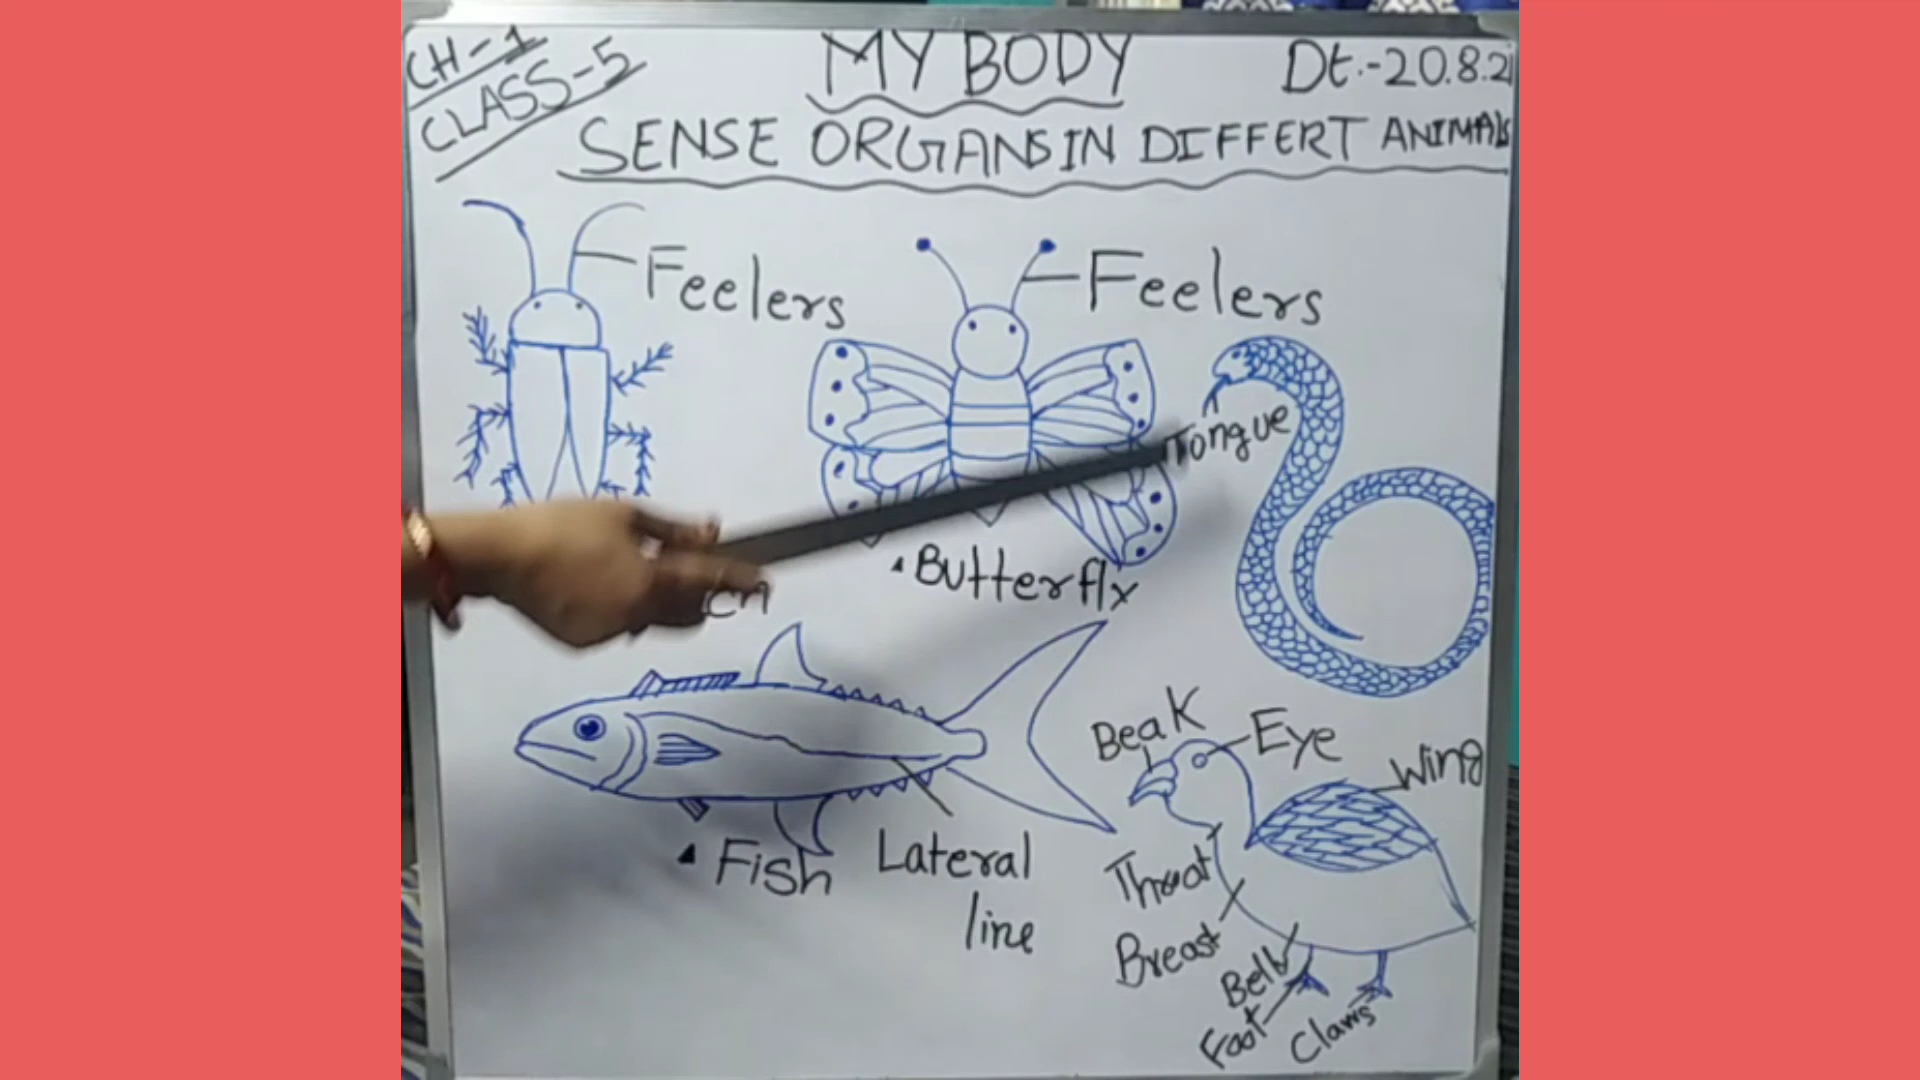 CH-1
CLASS-5
MY BODY
Dt.-20.8.2
SENSE ORGANS IN DIFFERT ANIMALS
Feelers
Feelers
Tongue
Butterfly
Beak
Eye
Wing
Fish
Lateral
line
Throat
Breast
Belly
Foot
Claws